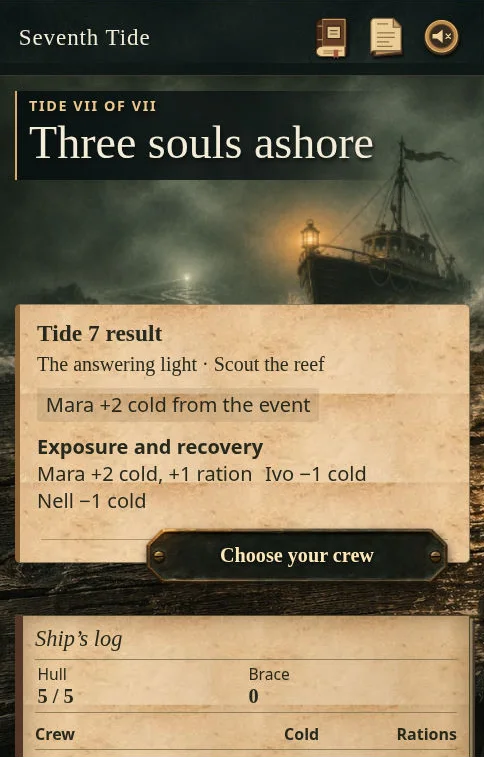 Seventh Tide
TIDE VII OF VII
Three souls ashore
Tide 7 result
The answering light · Scout the reef
Mara +2 cold from the event
Exposure and recovery
Mara +2 cold, +1 ration  Ivo −1 cold
Nell −1 cold
Choose your crew
Ship’s log
Hull Brace
5 / 5 0
Crew Cold Rations